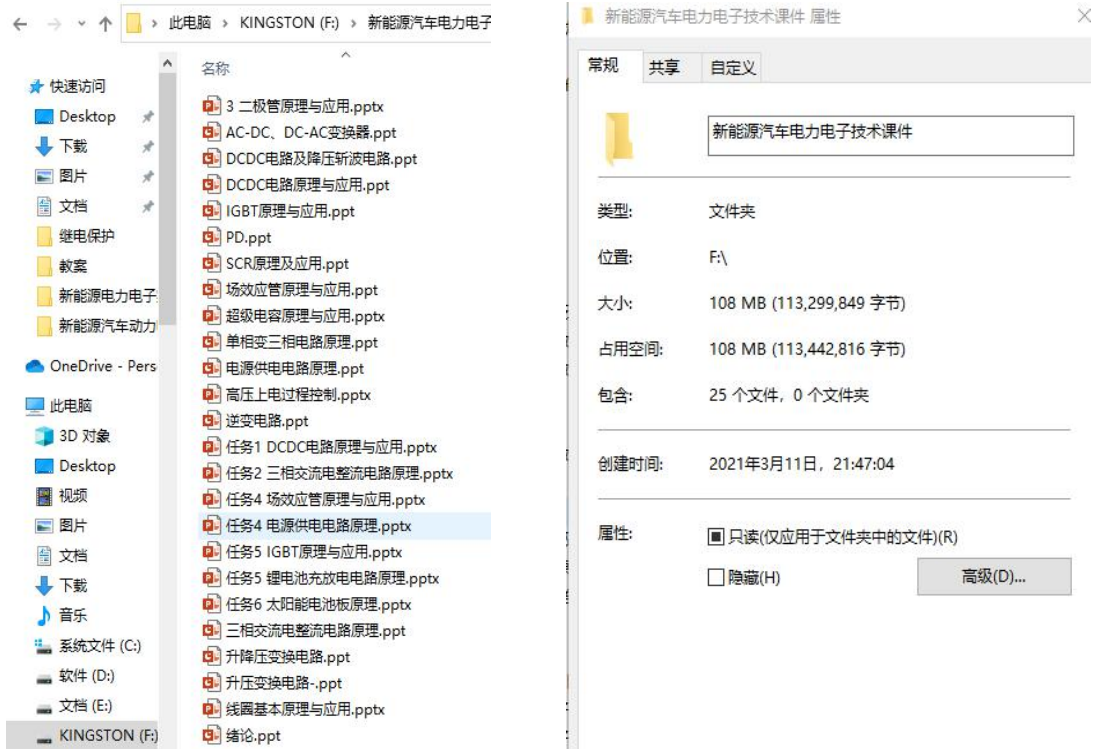 此电脑 › KINGSTON (F:) › 新能源汽车电力电子
快速访问
Desktop
下载
图片
文档
继电保护
教案
新能源电力电子
新能源汽车动力
OneDrive - Pers
此电脑
3D 对象
Desktop
视频
图片
文档
下载
音乐
系统文件 (C:)
软件 (D:)
文档 (E:)
KINGSTON (F:)
名称
3 二极管原理与应用.pptx
AC-DC、DC-AC变换器.ppt
DCDC电路及降压斩波电路.ppt
DCDC电路原理与应用.ppt
IGBT原理与应用.ppt
PD.ppt
SCR原理及应用.ppt
场效应管原理与应用.ppt
超级电容原理与应用.pptx
单相变三相电路原理.ppt
电源供电电路原理.ppt
高压上电过程控制.pptx
逆变电路.ppt
任务1 DCDC电路原理与应用.pptx
任务2 三相交流电整流电路原理.pptx
任务4 场效应管原理与应用.pptx
任务4 电源供电电路原理.pptx
任务5 IGBT原理与应用.pptx
任务5 锂电池充放电电路原理.pptx
任务6 太阳能电池板原理.pptx
三相交流电整流电路原理.ppt
升降压变换电路.ppt
升压变换电路-.ppt
线圈基本原理与应用.pptx
绪论.ppt
新能源汽车电力电子技术课件 属性
常规 共享 自定义
新能源汽车电力电子技术课件
类型: 文件夹
位置: F:\
大小: 108 MB (113,299,849 字节)
占用空间: 108 MB (113,442,816 字节)
包含: 25 个文件，0 个文件夹
创建时间: 2021年3月11日，21:47:04
属性: 只读(仅应用于文件夹中的文件)(R)
隐藏(H) 高级(D)...